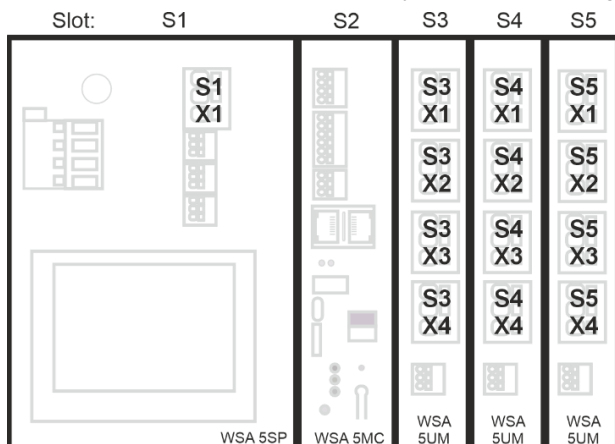 Slot: S1 S2 S3 S4 S5
S1 S3 S4 S5
X1 X1 X1 X1
S3 S4 S5
X2 X2 X2
S3 S4 S5
X3 X3 X3
S3 S4 S5
X4 X4 X4
WSA WSA WSA
WSA 5SP WSA 5MC 5UM 5UM 5UM